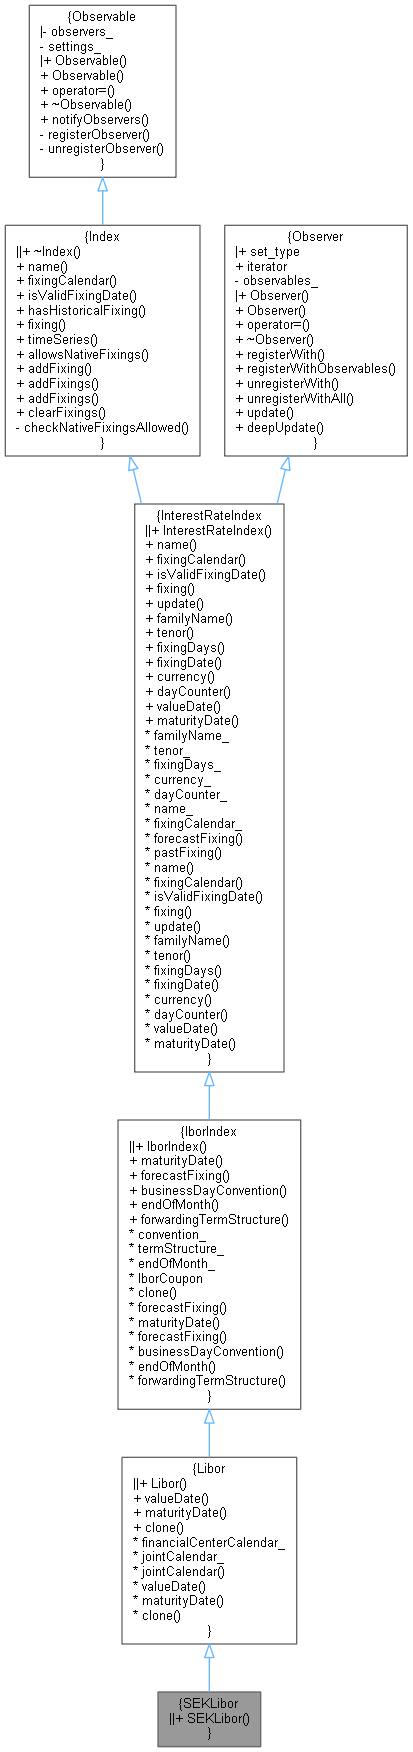 {Observable
|- observers_
- settings_
|+ Observable()
+ Observable()
+ operator=()
+ ~Observable()
+ notifyObservers()
- registerObserver()
- unregisterObserver()
}
{Index
||+ ~Index()
+ name()
+ fixingCalendar()
+ isValidFixingDate()
+ hasHistoricalFixing()
+ fixing()
+ timeSeries()
+ allowsNativeFixings()
+ addFixing()
+ addFixings()
+ addFixings()
+ clearFixings()
- checkNativeFixingsAllowed()
}
{Observer
|+ set_type
+ iterator
- observables_
|+ Observer()
+ Observer()
+ operator=()
+ ~Observer()
+ registerWith()
+ registerWithObservables()
+ unregisterWith()
+ unregisterWithAll()
+ update()
+ deepUpdate()
}
{InterestRateIndex
||+ InterestRateIndex()
+ name()
+ fixingCalendar()
+ isValidFixingDate()
+ fixing()
+ update()
+ familyName()
+ tenor()
+ fixingDays()
+ fixingDate()
+ currency()
+ dayCounter()
+ valueDate()
+ maturityDate()
* familyName_
* tenor_
* fixingDays_
* currency_
* dayCounter_
* name_
* fixingCalendar_
* forecastFixing()
* pastFixing()
* name()
* fixingCalendar()
* isValidFixingDate()
* fixing()
* update()
* familyName()
* tenor()
* fixingDays()
* fixingDate()
* currency()
* dayCounter()
* valueDate()
* maturityDate()
}
{IborIndex
||+ IborIndex()
+ maturityDate()
+ forecastFixing()
+ businessDayConvention()
+ endOfMonth()
+ forwardingTermStructure()
* convention_
* termStructure_
* endOfMonth_
* IborCoupon
* clone()
* forecastFixing()
* maturityDate()
* forecastFixing()
* businessDayConvention()
* endOfMonth()
* forwardingTermStructure()
}
{Libor
||+ Libor()
+ valueDate()
+ maturityDate()
+ clone()
* financialCenterCalendar_
* jointCalendar_
* jointCalendar()
* valueDate()
* maturityDate()
* clone()
}
{SEKLibor
||+ SEKLibor()
}